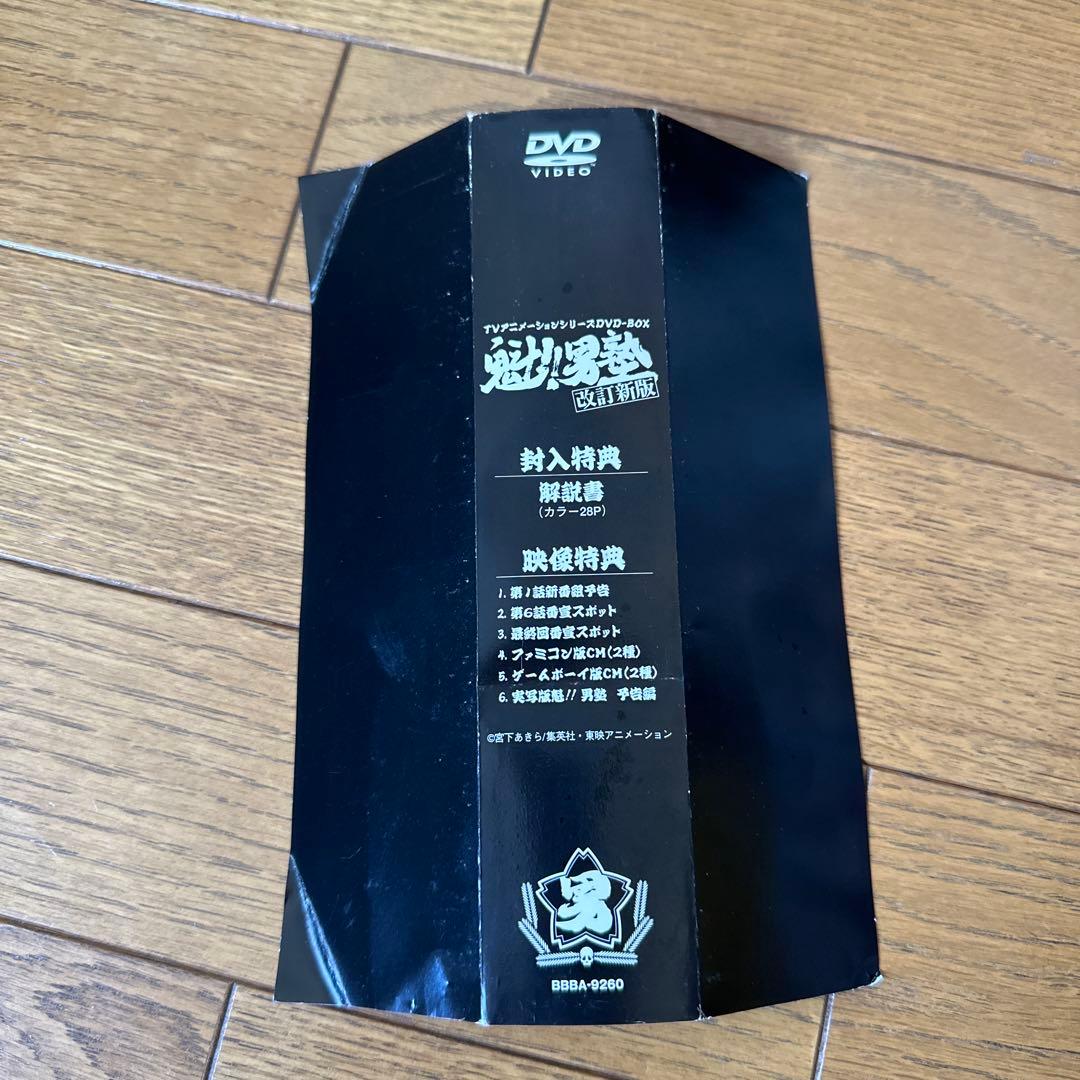 DVD
VIDEO™
TVアニメーションシリーズDVD-BOX
魁!!男塾
改訂新版
封入特典
解説書
(カラー28P)
映像特典
1. 第1話新番組予告
2. 第6話番宣スポット
3. 最終回番宣スポット
4. ファミコン版CM(2種)
5. ゲームボーイ版CM(2種)
6. 実写版魁!! 男塾 予告編
©宮下あきら/集英社・東映アニメーション
男
BBBA-9260